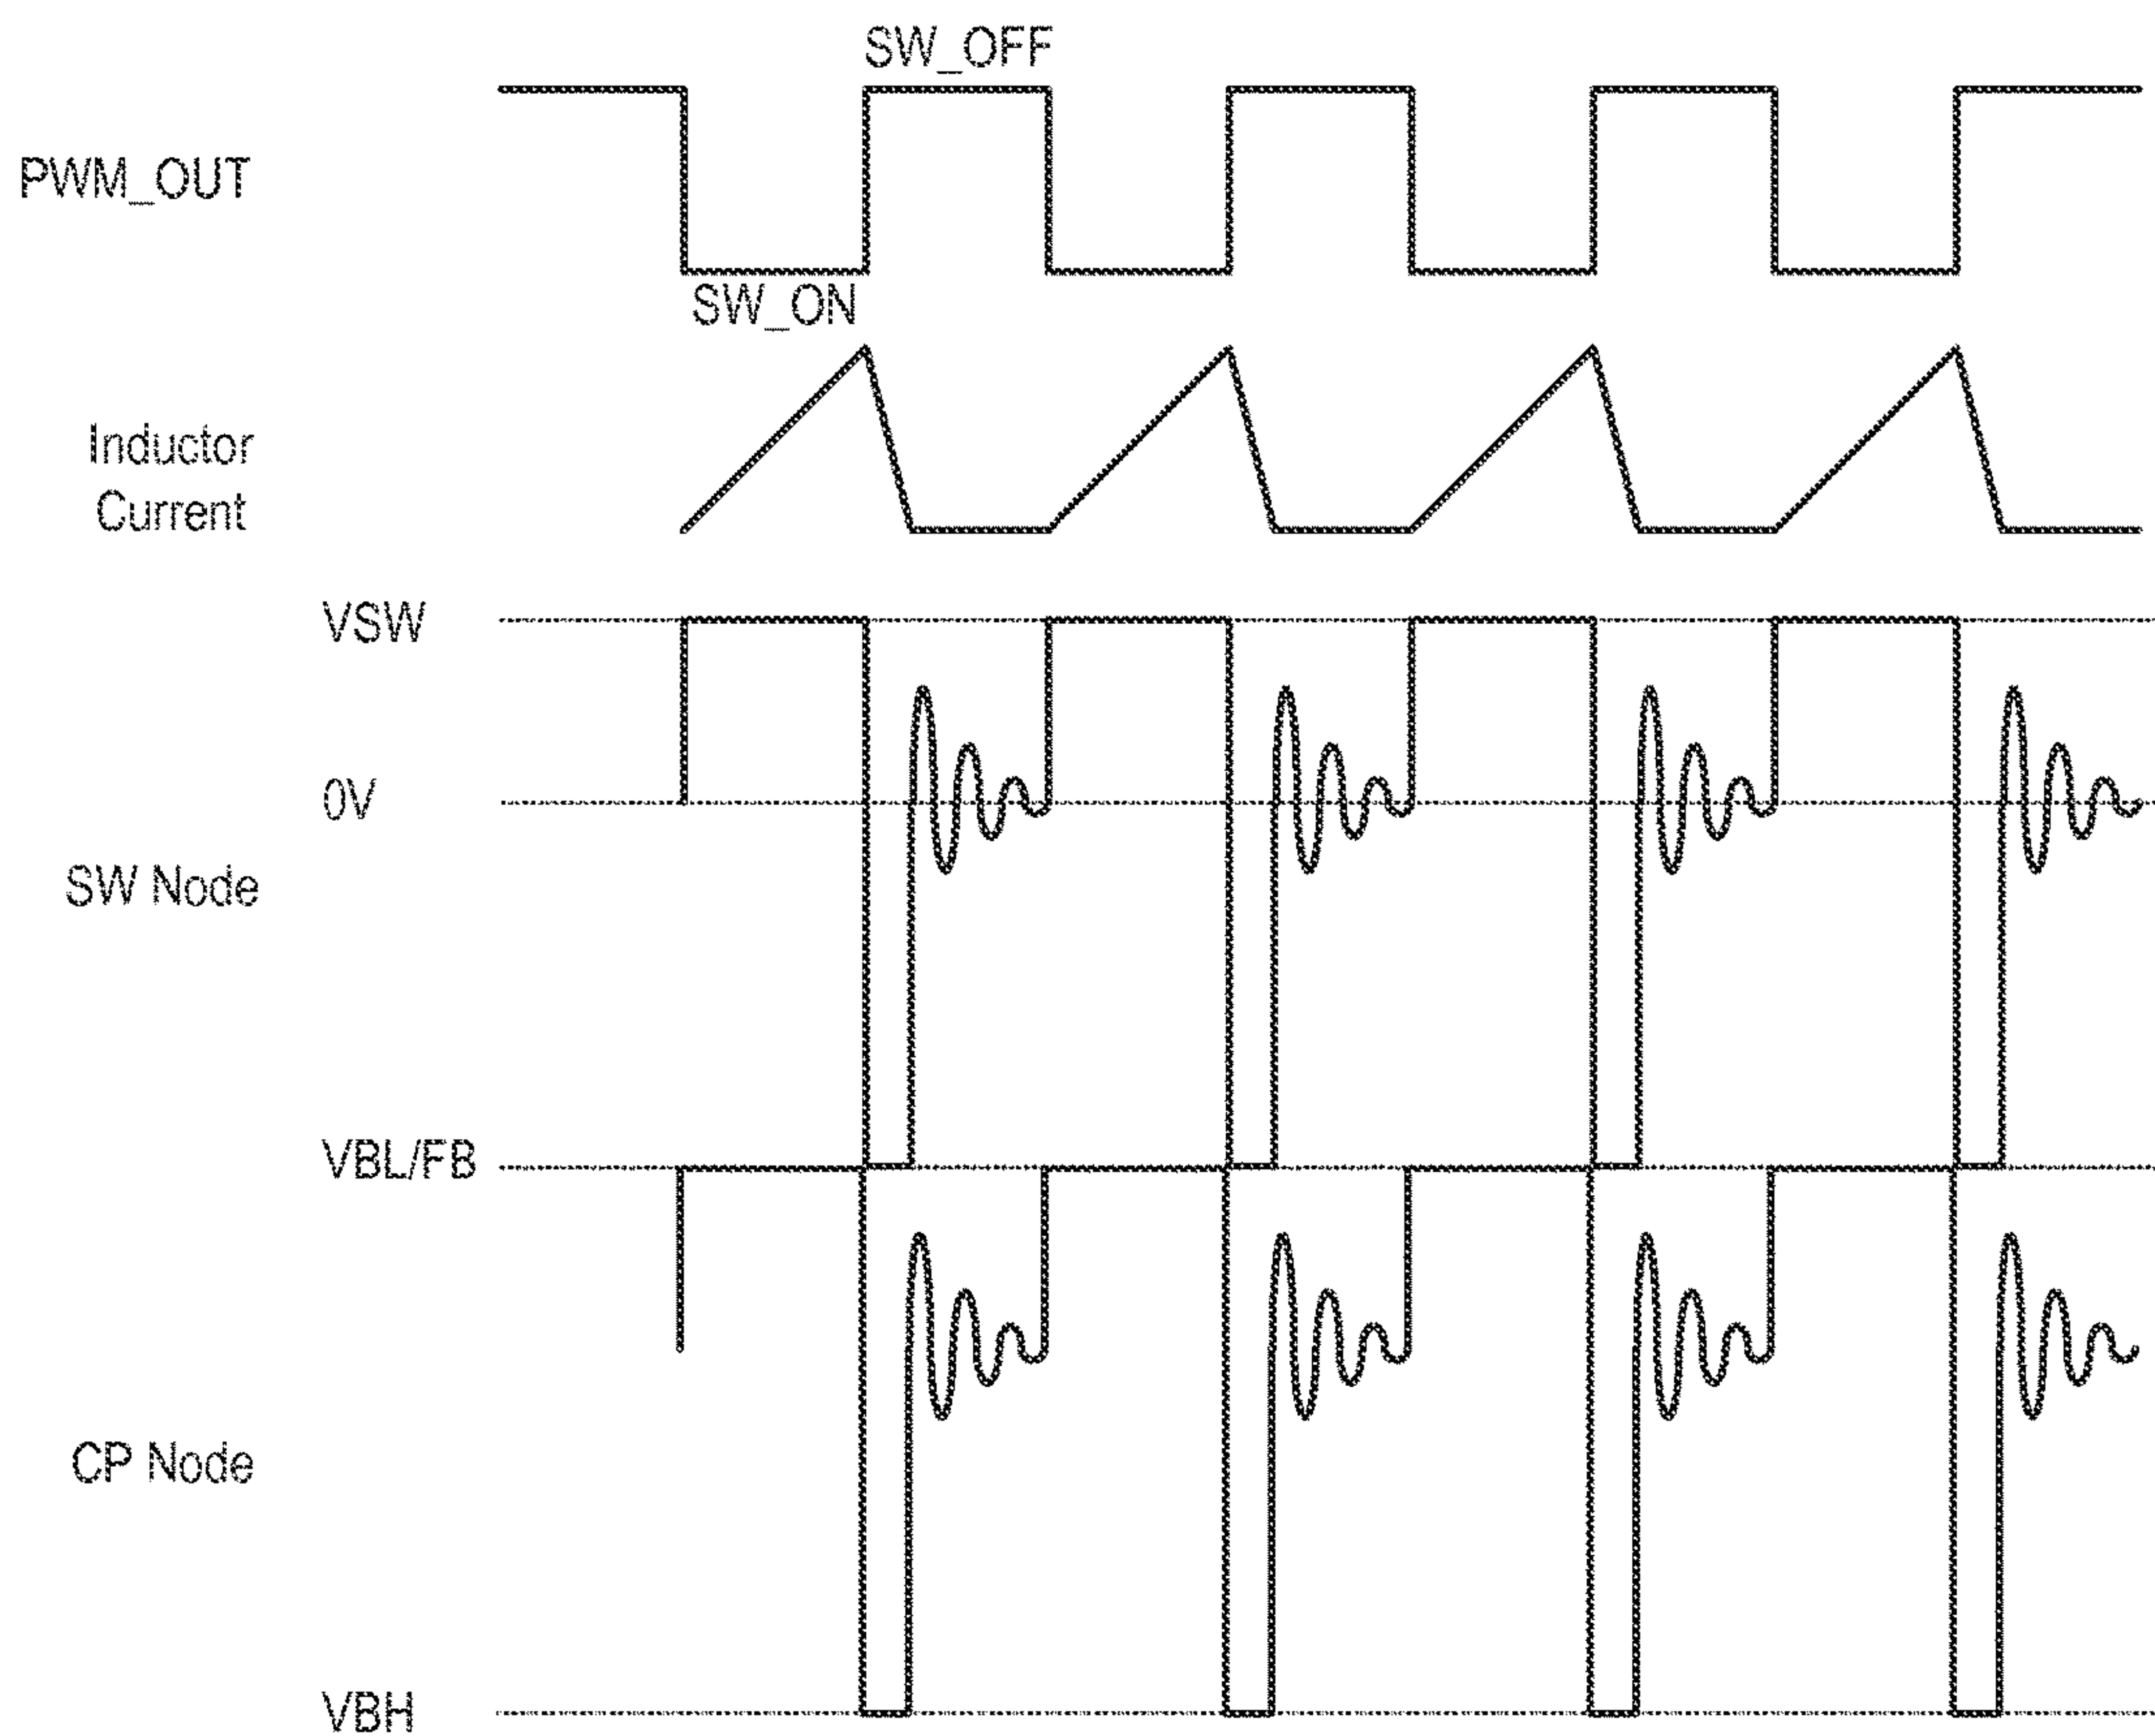 SW_OFF
PWM_OUT
SW_ON
Inductor
Current
VSW
0V
SW Node
VBL/FB
CP Node
VBH